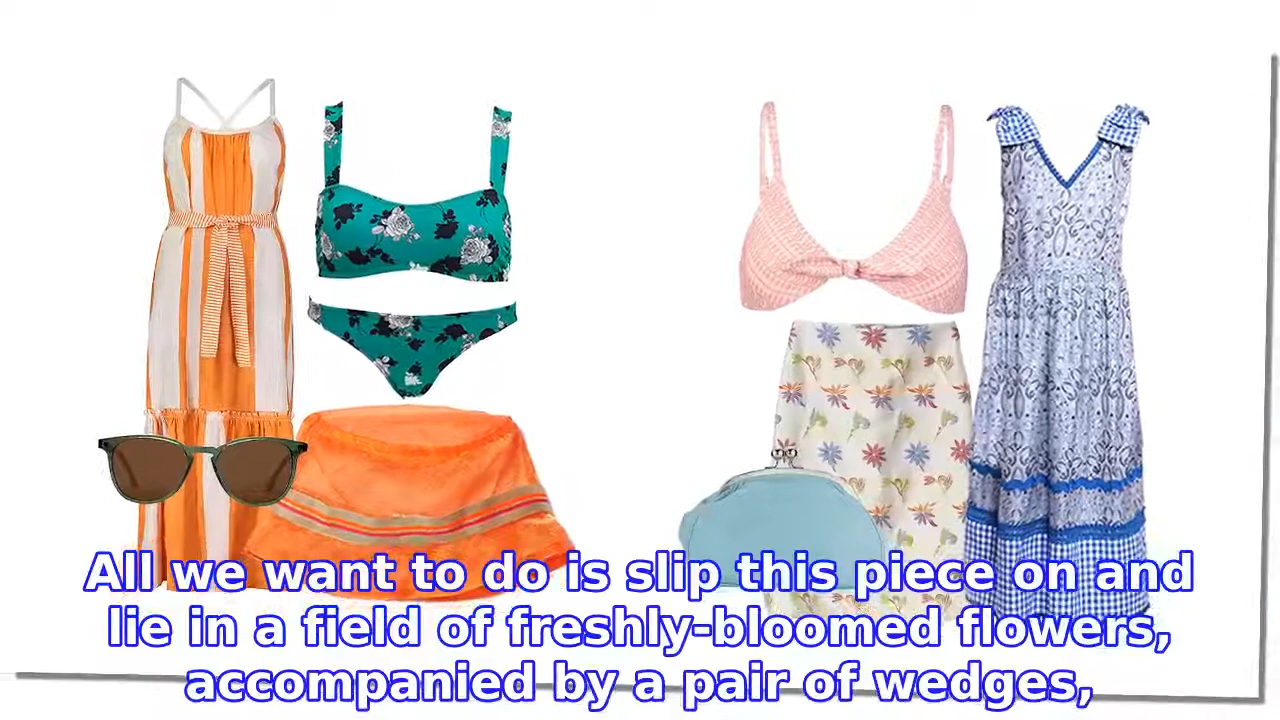 All we want to do is slip this piece on and
lie in a field of freshly-bloomed flowers,
accompanied by a pair of wedges,